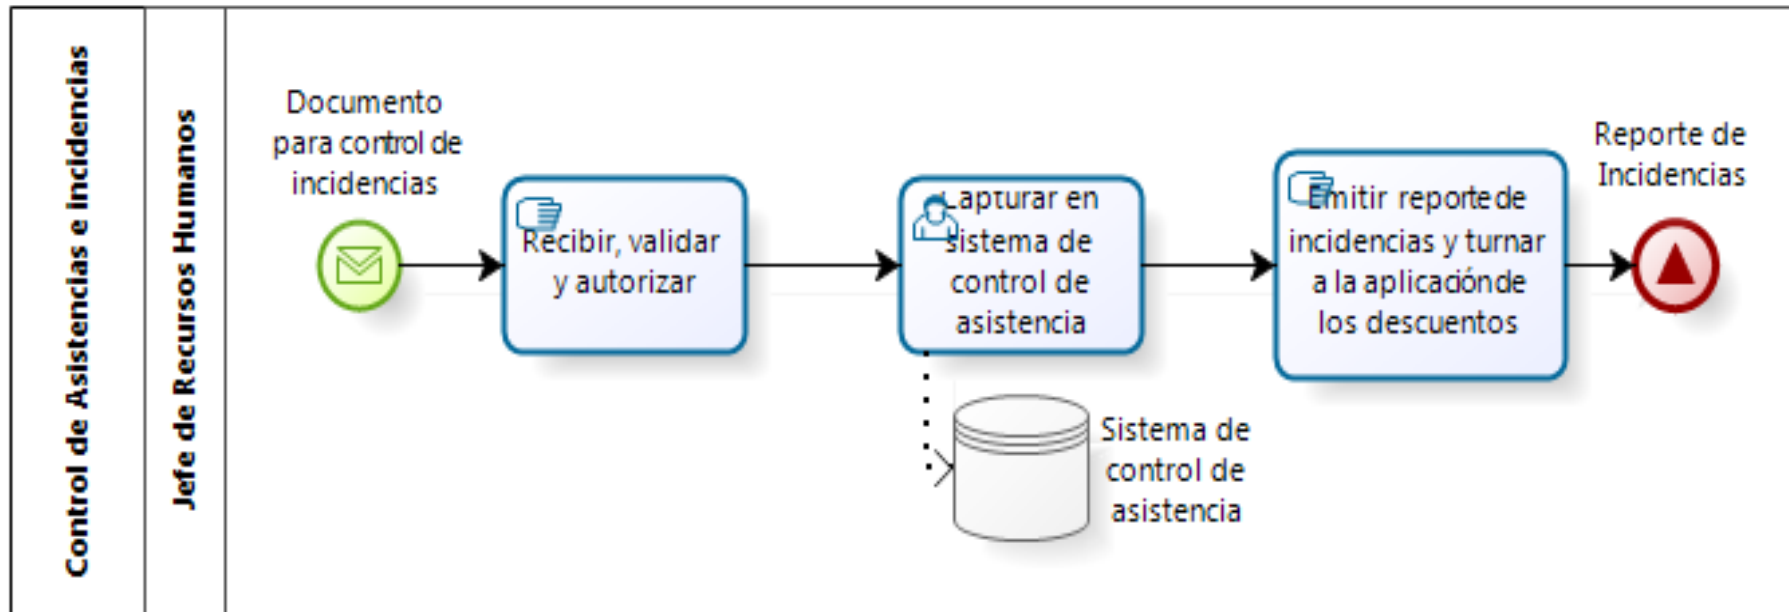 Control de Asistencias e incidencias
Jefe de Recursos Humanos
Documento
para control de
incidencias
Recibir, validar
y autorizar
Capturar en
sistema de
control de
asistencia
Sistema de
control de
asistencia
Emitir reporte de
incidencias y turnar
a la aplicación de
los descuentos
Reporte de
Incidencias